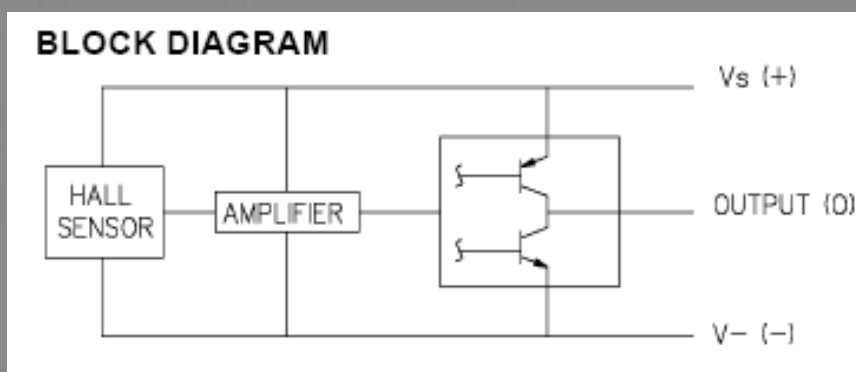 BLOCK DIAGRAM
Vs (+)
HALL
SENSOR
AMPLIFIER
OUTPUT (O)
V− (−)